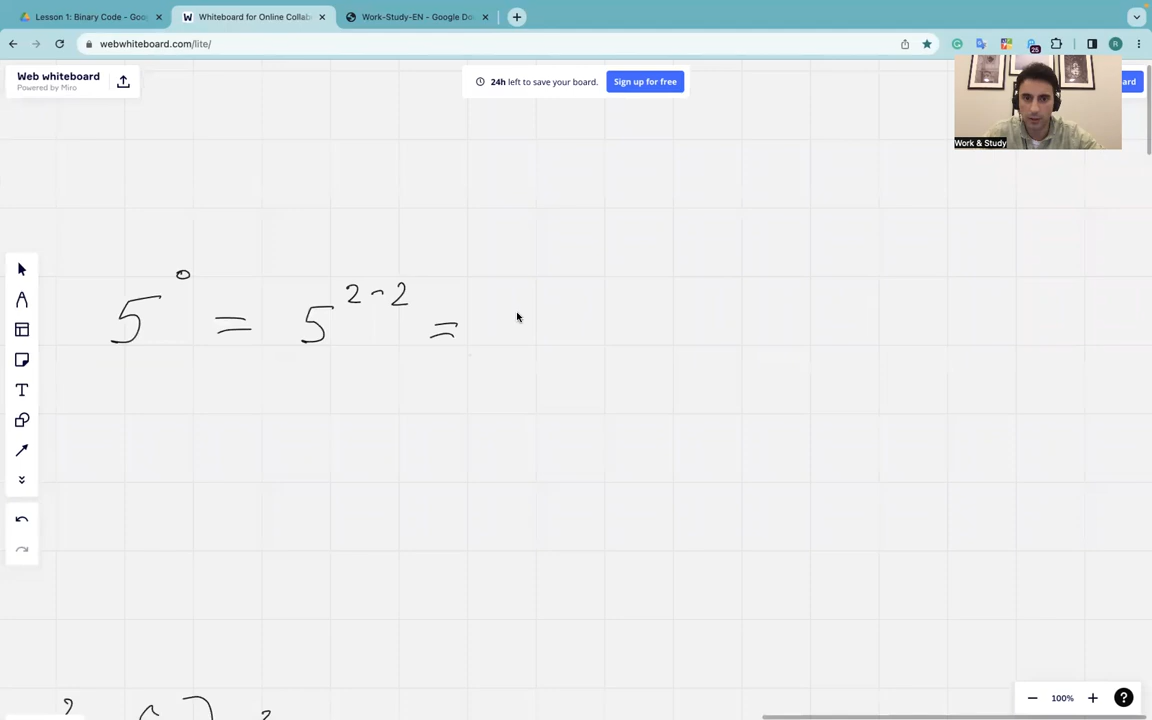 Lesson 1: Binary Code - Goo
Whiteboard for Online Collab
Work-Study-EN - Google Do
webwhiteboard.com/lite/
25
R
Web whiteboard
Powered by Miro
24h left to save your board.
Sign up for free
ard
Work & Study
5⁰ = 5²⁻² =
T
100%
?